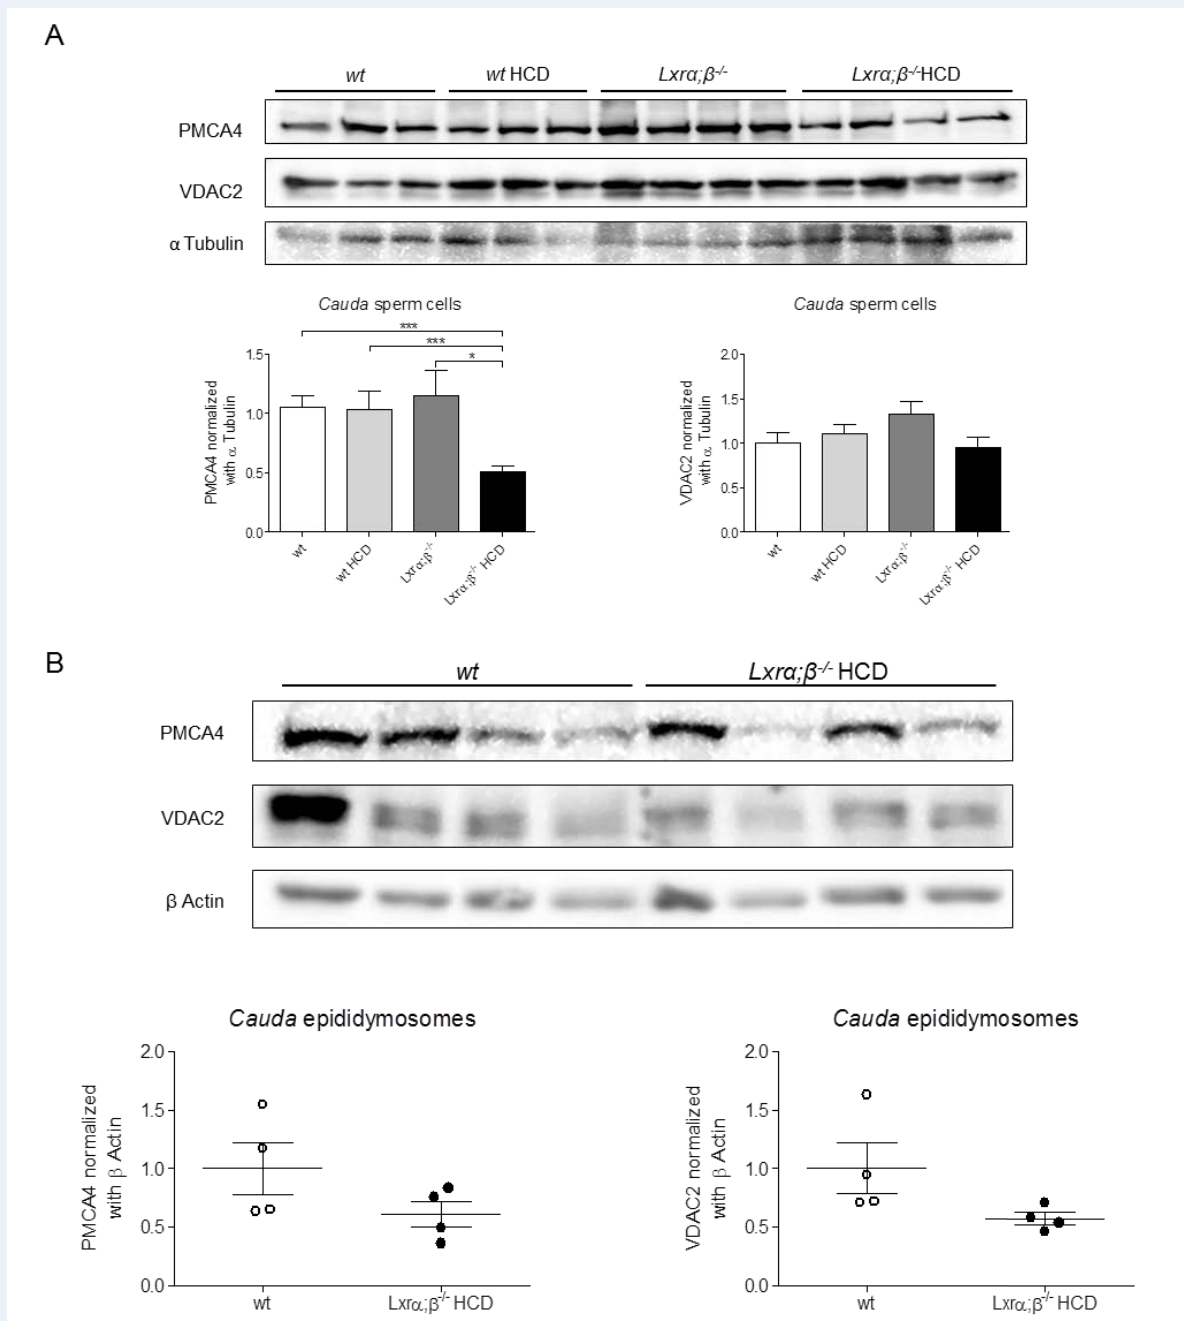 A
wt wt HCD Lxrα;β-/- Lxrα;β-/-HCD
PMCA4
VDAC2
α Tubulin
Cauda sperm cells
***
***
*
PMCA4 normalized
with α Tubulin
1.5
1.0
0.5
0.0
wt
wt HCD
Lxrα;β-/-
Lxrα;β-/- HCD
Cauda sperm cells
VDAC2 normalized
with α Tubulin
2.0
1.5
1.0
0.5
0.0
wt
wt HCD
Lxrα;β-/-
Lxrα;β-/- HCD
B
wt Lxrα;β-/- HCD
PMCA4
VDAC2
β Actin
Cauda epididymosomes
PMCA4 normalized
with β Actin
2.0
1.5
1.0
0.5
0.0
wt Lxrα;β-/- HCD
Cauda epididymosomes
VDAC2 normalized
with β Actin
2.0
1.5
1.0
0.5
0.0
wt Lxrα;β-/- HCD